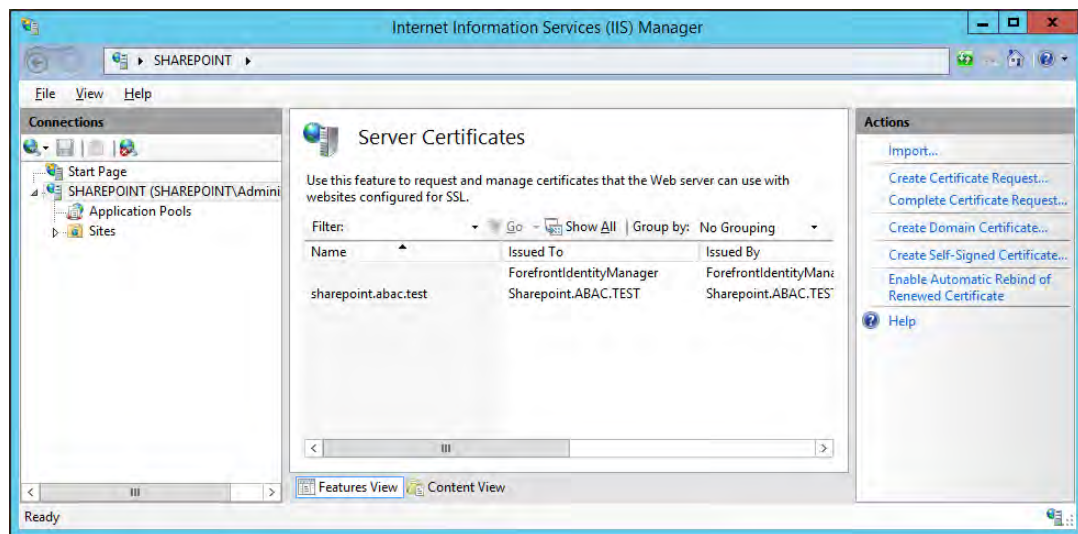 Internet Information Services (IIS) Manager
SHAREPOINT
File View Help
Connections
Start Page
SHAREPOINT (SHAREPOINT\Admini
Application Pools
Sites
Server Certificates
Use this feature to request and manage certificates that the Web server can use with
websites configured for SSL.
Filter: Go Show All Group by: No Grouping
Name Issued To Issued By
ForefrontIdentityManager ForefrontIdentityMana
sharepoint.abac.test Sharepoint.ABAC.TEST Sharepoint.ABAC.TES
Features View Content View
Actions
Import...
Create Certificate Request...
Complete Certificate Request...
Create Domain Certificate...
Create Self-Signed Certificate...
Enable Automatic Rebind of
Renewed Certificate
Help
Ready